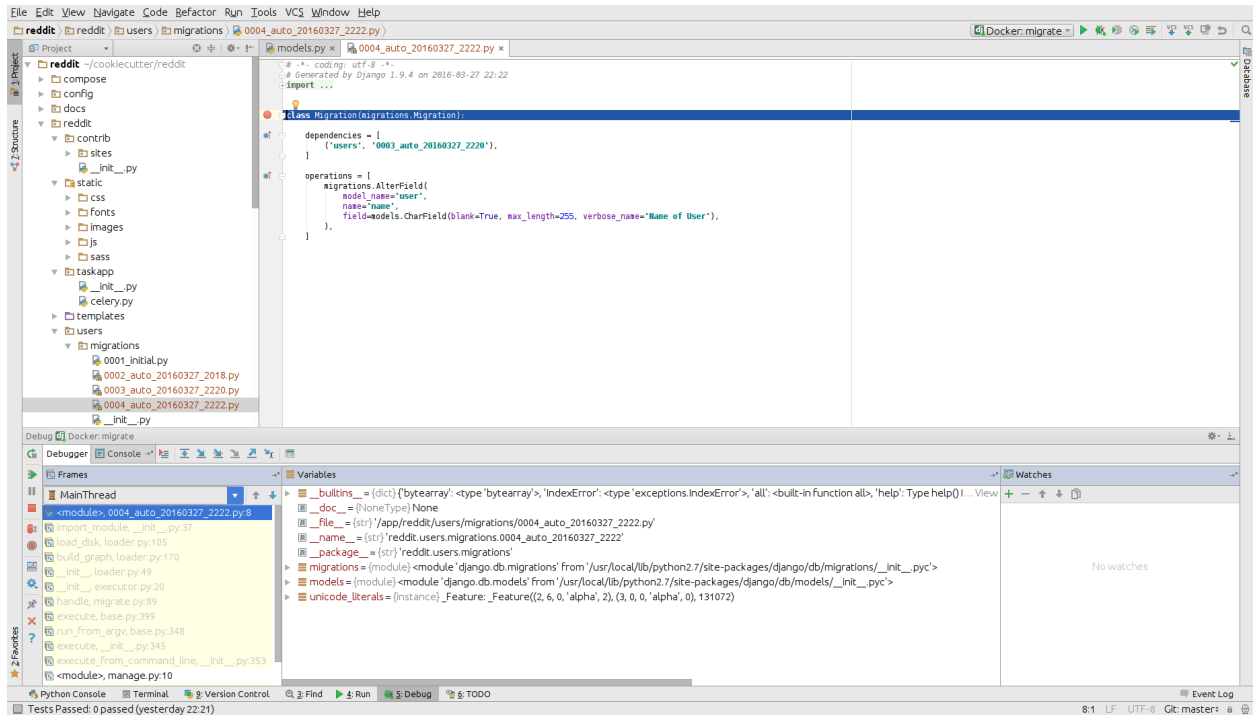 File Edit View Navigate Code Refactor Run Tools VCS Window Help
reddit reddit users migrations 0004_auto_20160327_2222.py Docker: migrate VCS VCS
Project models.py × 0004_auto_20160327_2222.py ×
1:Project
Z:Structure
2:Favorites
Database
reddit ~/cookiecutter/reddit
compose
config
docs
reddit
contrib
sites
__init__.py
static
css
fonts
images
js
sass
taskapp
__init__.py
celery.py
templates
users
migrations
0001_initial.py
0002_auto_20160327_2018.py
0003_auto_20160327_2220.py
0004_auto_20160327_2222.py
__init__.py
# -*- coding: utf-8 -*-
# Generated by Django 1.9.4 on 2016-03-27 22:22
import ...
class Migration(migrations.Migration):
dependencies = [
('users', '0003_auto_20160327_2220'),
]
operations = [
migrations.AlterField(
model_name='user',
name='name',
field=models.CharField(blank=True, max_length=255, verbose_name='Name of User'),
),
]
Debug Docker: migrate
Debugger Console
Frames
MainThread
<module>, 0004_auto_20160327_2222.py:8
import_module, __init__.py:37
load_disk, loader.py:105
build_graph, loader.py:170
__init__, loader.py:49
__init__, executor.py:20
handle, migrate.py:89
execute, base.py:399
run_from_argv, base.py:348
execute, __init__.py:345
execute_from_command_line, __init__.py:353
<module>, manage.py:10
Variables
__builtins__ = {dict} {'bytearray': <type 'bytearray'>, 'IndexError': <type 'exceptions.IndexError'>, 'all': <built-in function all>, 'help': Type help() I... View
__doc__ = {NoneType} None
__file__ = {str} '/app/reddit/users/migrations/0004_auto_20160327_2222.py'
__name__ = {str} 'reddit.users.migrations.0004_auto_20160327_2222'
__package__ = {str} 'reddit.users.migrations'
migrations = {module} <module 'django.db.migrations' from '/usr/local/lib/python2.7/site-packages/django/db/migrations/__init__.pyc'>
models = {module} <module 'django.db.models' from '/usr/local/lib/python2.7/site-packages/django/db/models/__init__.pyc'>
unicode_literals = {instance} _Feature: _Feature((2, 6, 0, 'alpha', 2), (3, 0, 0, 'alpha', 0), 131072)
Watches
No watches
Python Console Terminal 9: Version Control 3: Find 4: Run 5: Debug 6: TODO Event Log
Tests Passed: 0 passed (yesterday 22:21) 8:1 LF UTF-8 Git: master